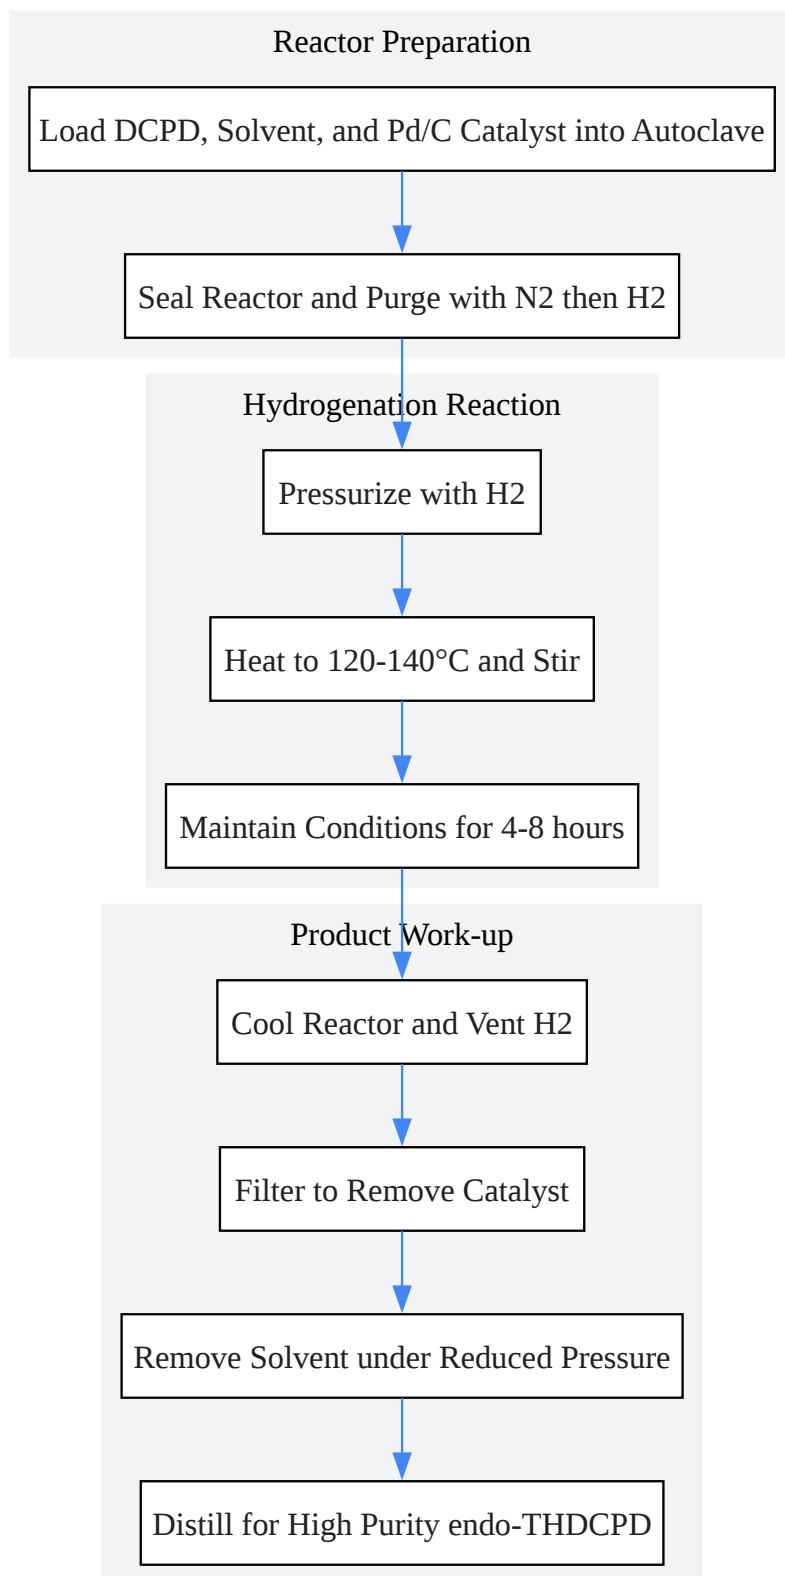 Reactor Preparation
Load DCPD, Solvent, and Pd/C Catalyst into Autoclave
Seal Reactor and Purge with N2 then H2
Hydrogenation Reaction
Pressurize with H2
Heat to 120-140°C and Stir
Maintain Conditions for 4-8 hours
Product Work-up
Cool Reactor and Vent H2
Filter to Remove Catalyst
Remove Solvent under Reduced Pressure
Distill for High Purity endo-THDCPD